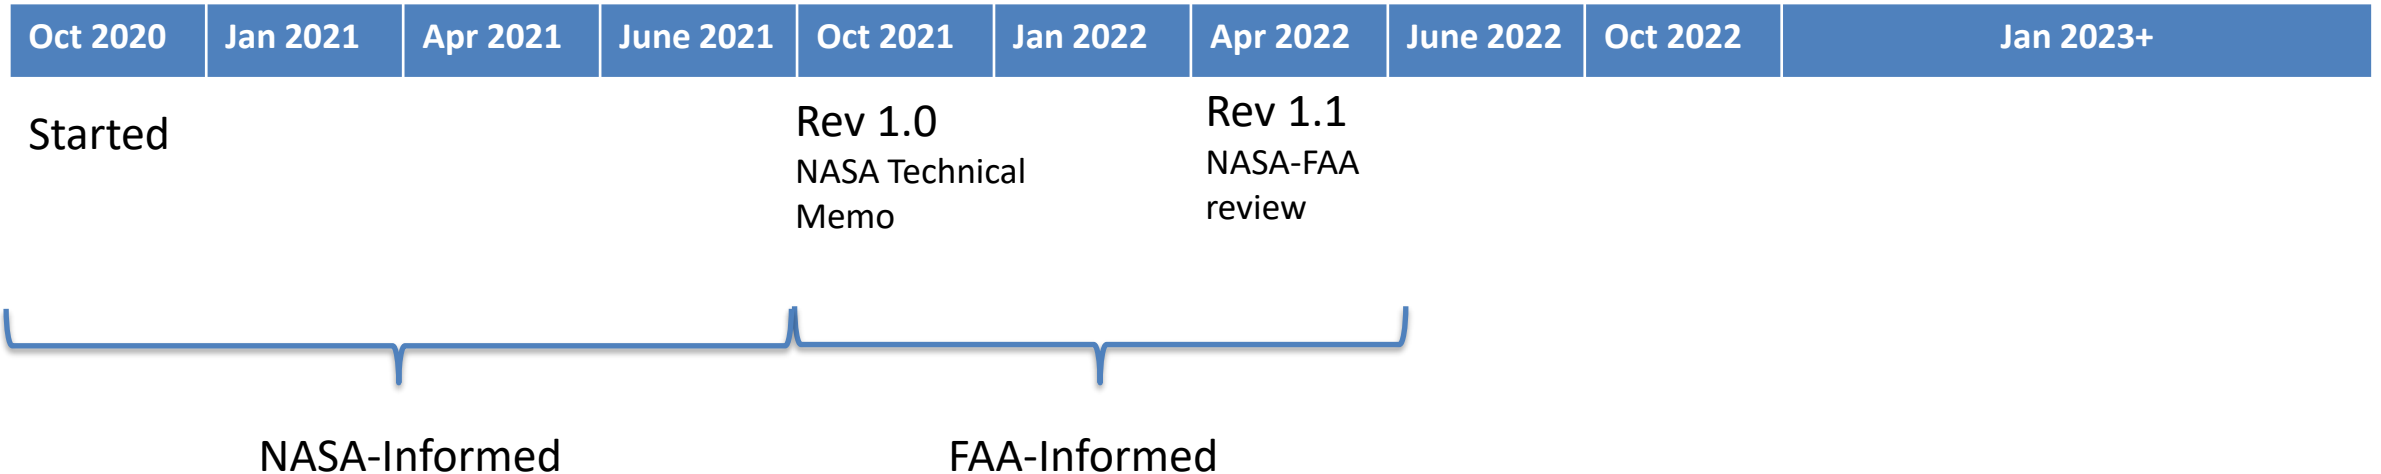 Oct 2020 Jan 2021 Apr 2021 June 2021 Oct 2021 Jan 2022 Apr 2022 June 2022 Oct 2022 Jan 2023+
Started
Rev 1.0
NASA Technical
Memo
Rev 1.1
NASA-FAA
review
NASA-Informed
FAA-Informed